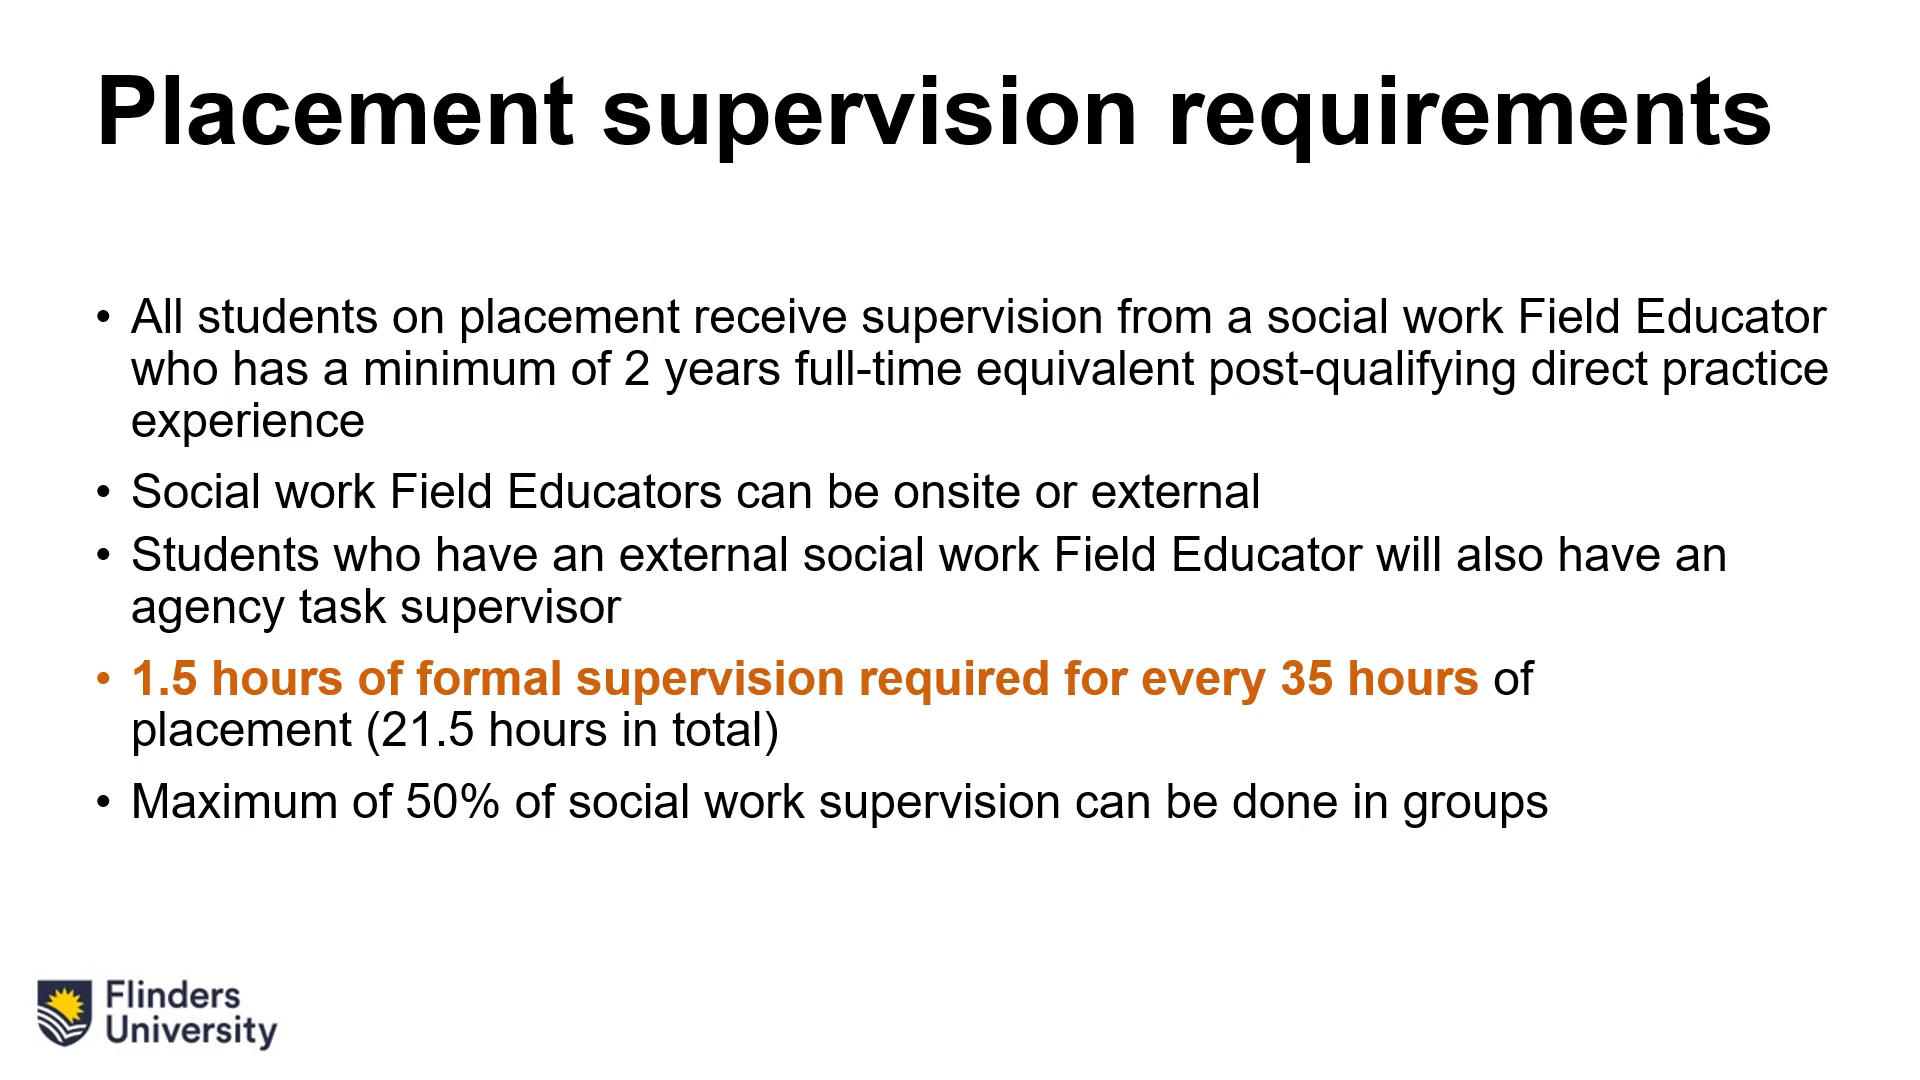 Placement supervision requirements
• All students on placement receive supervision from a social work Field Educator
who has a minimum of 2 years full-time equivalent post-qualifying direct practice
experience
• Social work Field Educators can be onsite or external
• Students who have an external social work Field Educator will also have an
agency task supervisor
• 1.5 hours of formal supervision required for every 35 hours of
placement (21.5 hours in total)
• Maximum of 50% of social work supervision can be done in groups
Flinders
University